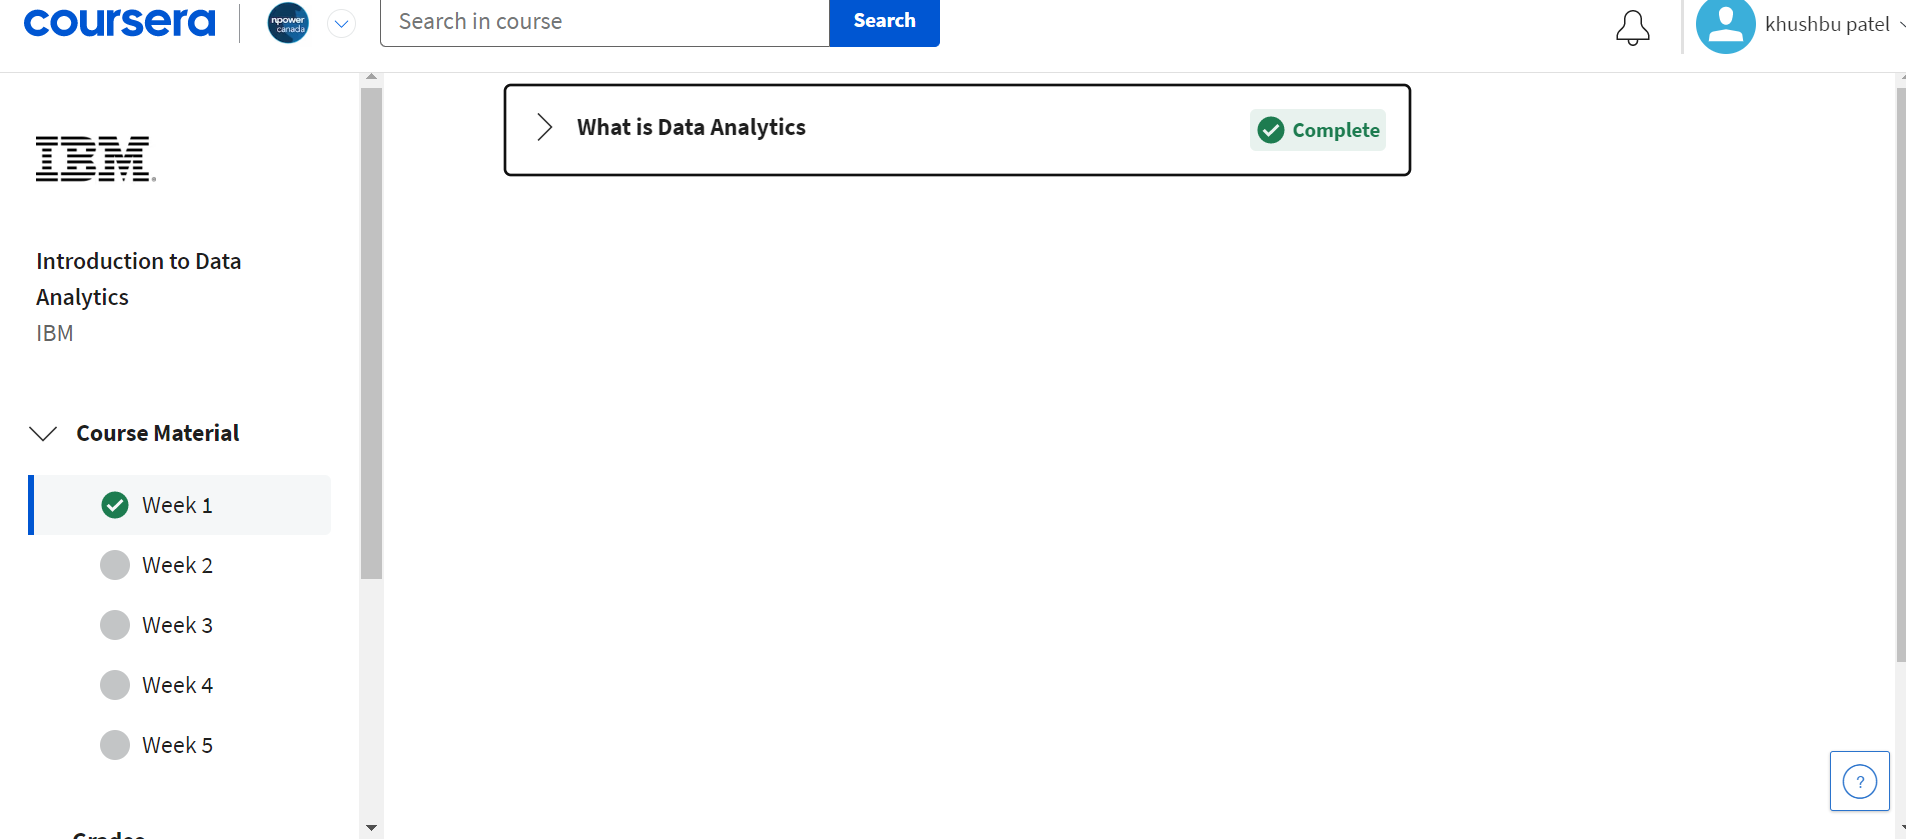 coursera
npower
canada
Search in course
Search
khushbu patel
IBM
Introduction to Data
Analytics
IBM
Course Material
Week 1
Week 2
Week 3
Week 4
Week 5
Grades
What is Data Analytics
Complete
?